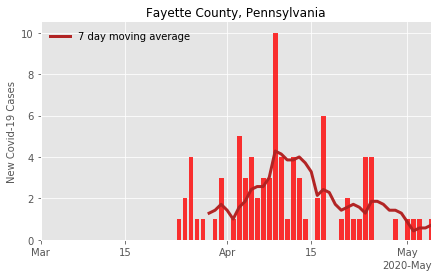 Fayette County, Pennsylvania
7 day moving average
New Covid-19 Cases
10
8
6
4
2
0
Mar
15
Apr
15
May
2020-May